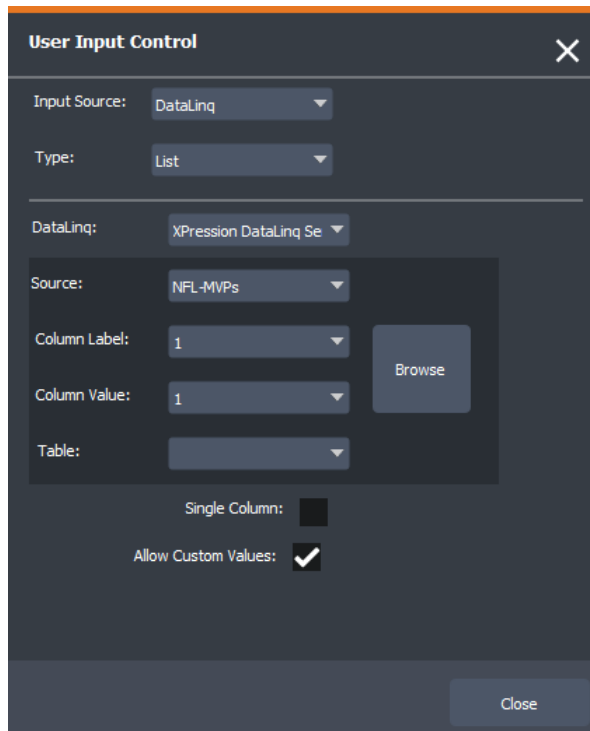 User Input Control
Input Source: DataLinq
Type: List
DataLinq: XPression DataLinq Se
Source: NFL-MVPs
Column Label: 1
Column Value: 1
Browse
Table:
Single Column:
Allow Custom Values:
Close